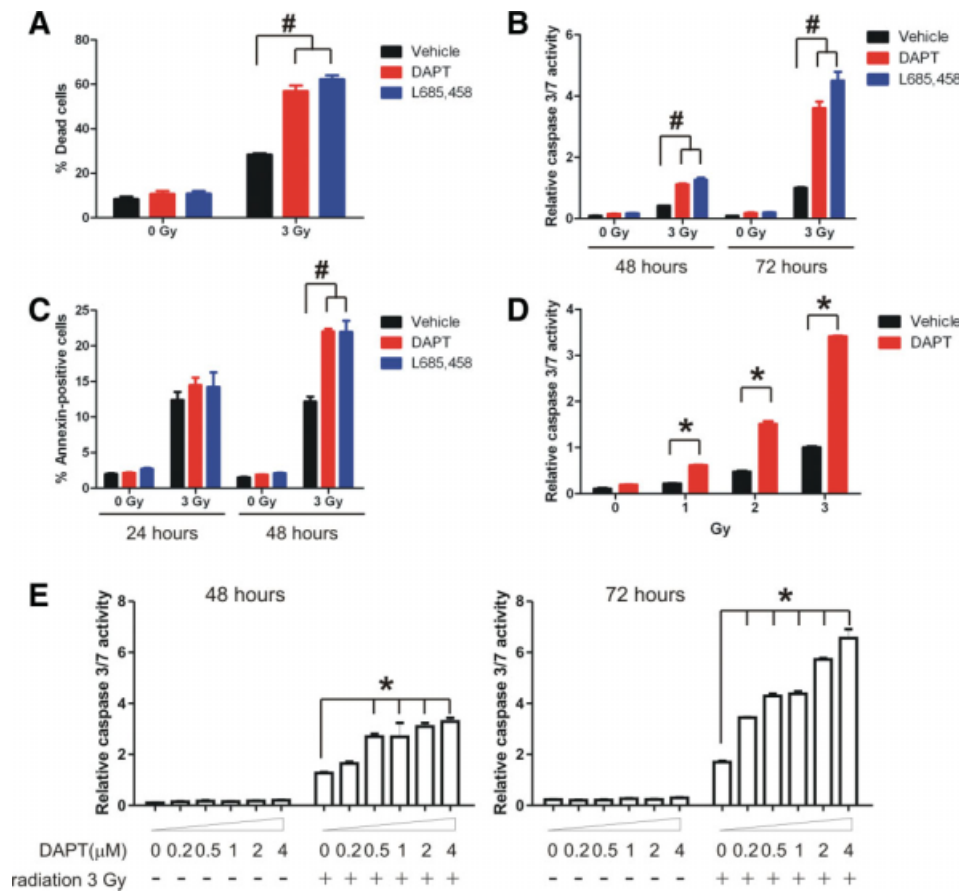 A
#
Vehicle
DAPT
L685,458
% Dead cells
80
60
40
20
0
0 Gy
3 Gy
B
#
#
Vehicle
DAPT
L685,458
Relative caspase 3/7 activity
6
4
2
0
0 Gy
3 Gy
0 Gy
3 Gy
48 hours
72 hours
C
#
Vehicle
DAPT
L685,458
% Annexin-positive cells
25
20
15
10
5
0
0 Gy
3 Gy
0 Gy
3 Gy
24 hours
48 hours
D
*
*
*
Vehicle
DAPT
Relative caspase 3/7 activity
4
3
2
1
0
0 1 2 3
Gy
E
48 hours
*
Relative caspase 3/7 activity
8
6
4
2
0
72 hours
*
Relative caspase 3/7 activity
8
6
4
2
0
DAPT(μM) 0 0.2 0.5 1 2 4 0 0.2 0.5 1 2 4 0 0.2 0.5 1 2 4 0 0.2 0.5 1 2 4
radiation 3 Gy - - - - - - + + + + + + - - - - - - + + + + + +